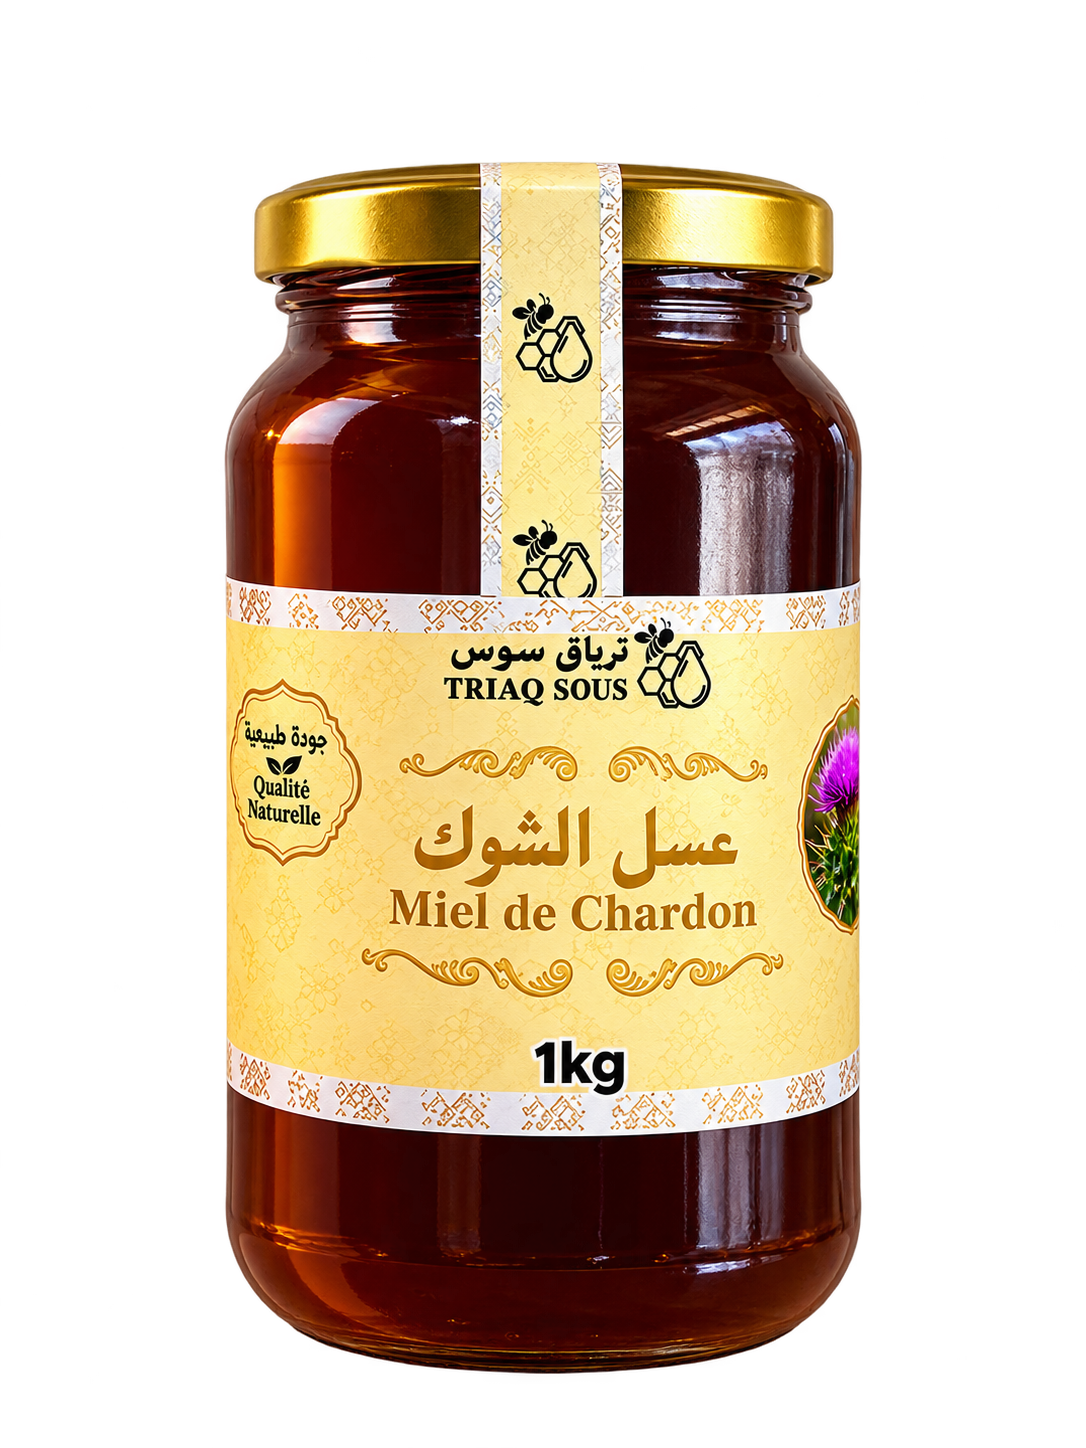 ترياق سوس
TRIAQ SOUS
جودة طبيعية
Qualité
Naturelle
عسل الشوك
Miel de Chardon
1kg